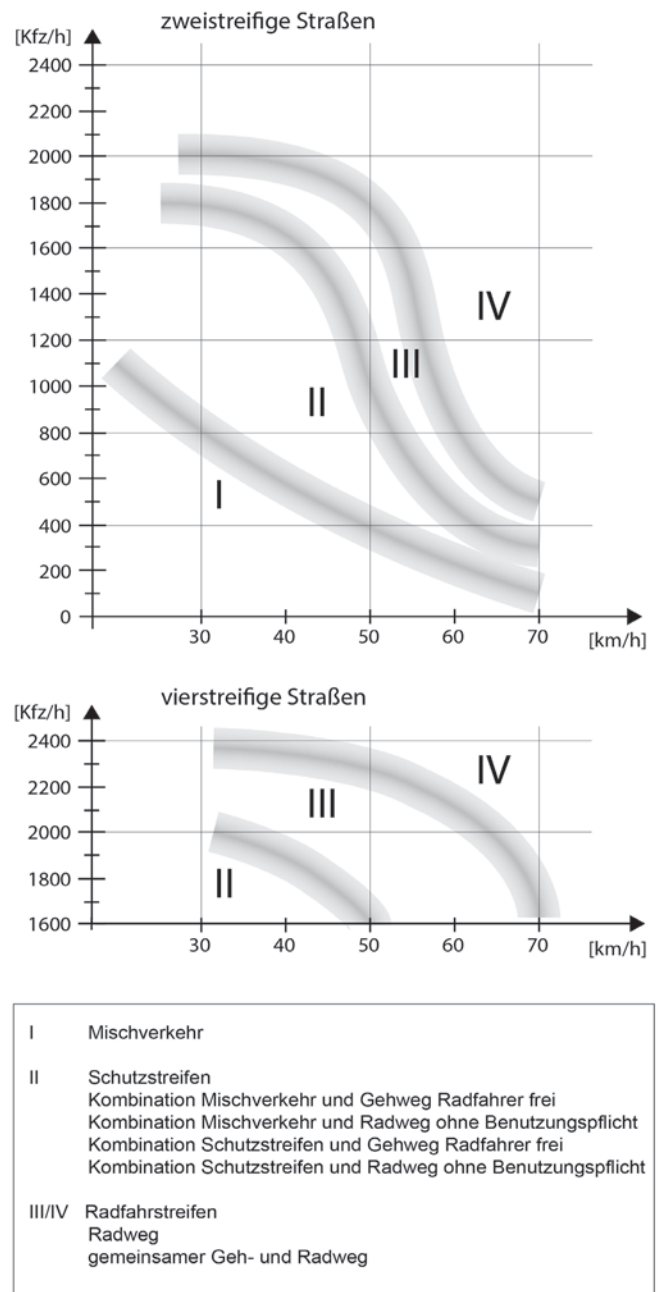 zweistreifige Straßen
[Kfz/h]
2400
2200
2000
1800
1600
1400
1200
1000
800
600
400
200
0
IV
III
II
I
30 40 50 60 70 [km/h]
vierstreifige Straßen
[Kfz/h]
2400
2200
2000
1800
1600
IV
III
II
30 40 50 60 70 [km/h]
I Mischverkehr
II Schutzstreifen
Kombination Mischverkehr und Gehweg Radfahrer frei
Kombination Mischverkehr und Radweg ohne Benutzungspflicht
Kombination Schutzstreifen und Gehweg Radfahrer frei
Kombination Schutzstreifen und Radweg ohne Benutzungspflicht
III/IV Radfahrstreifen
Radweg
gemeinsamer Geh- und Radweg